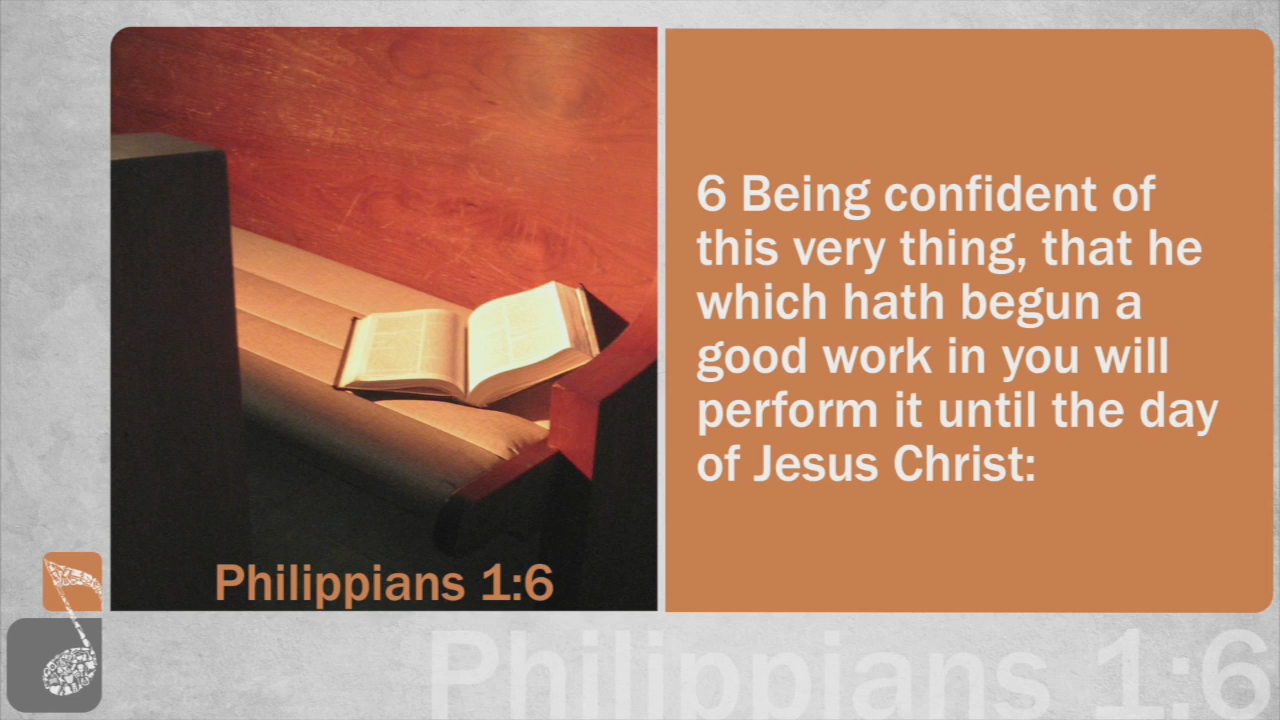 6 Being confident of
this very thing, that he
which hath begun a
good work in you will
perform it until the day
of Jesus Christ:
Philippians 1:6
Philippians 1:6